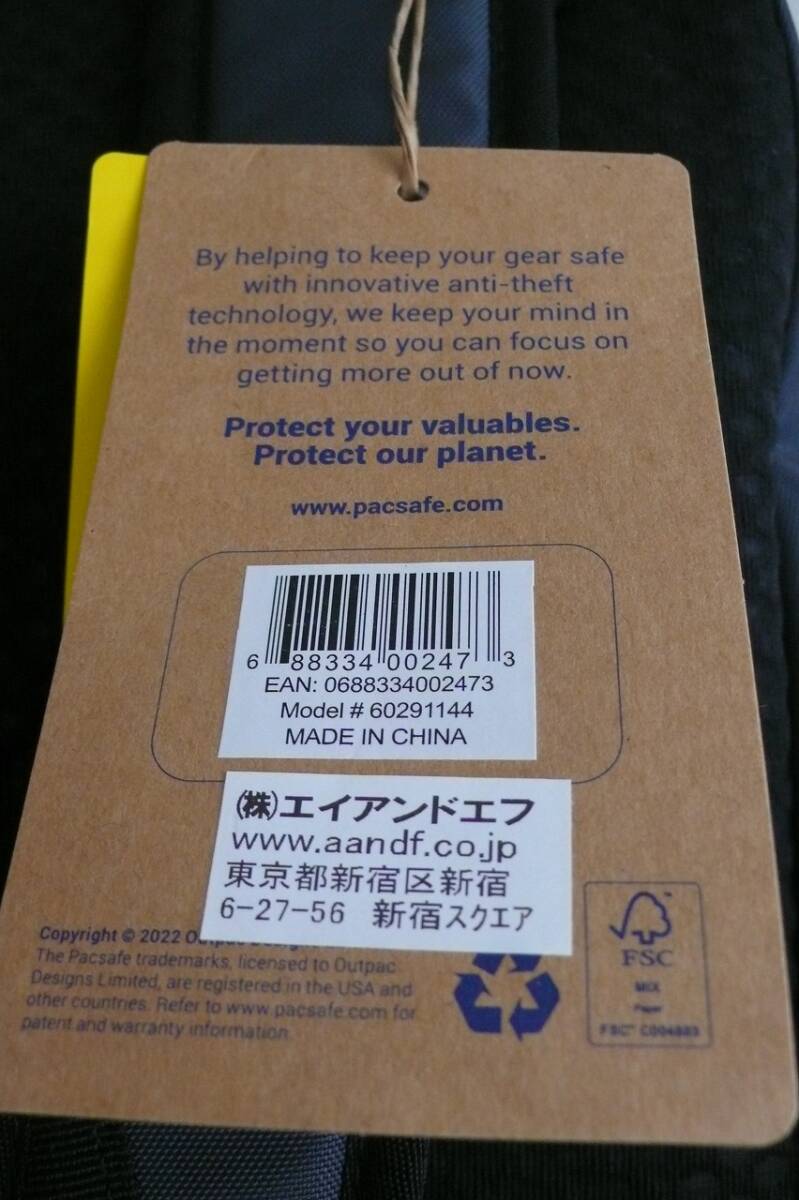 By helping to keep your gear safe
with innovative anti-theft
technology, we keep your mind in
the moment so you can focus on
getting more out of now.
Protect your valuables.
Protect our planet.
www.pacsafe.com
6 88334 00247 3
EAN: 0688334002473
Model # 60291144
MADE IN CHINA
(株)エイアンドエフ
www.aandf.co.jp
東京都新宿区新宿
6-27-56 新宿スクエア
Copyright © 2022
The Pacsafe trademarks, licensed to Outpac
Designs Limited, are registered in the USA and
other countries. Refer to www.pacsafe.com for
patent and warranty information.
FSC
MIX
Paper
FSC™